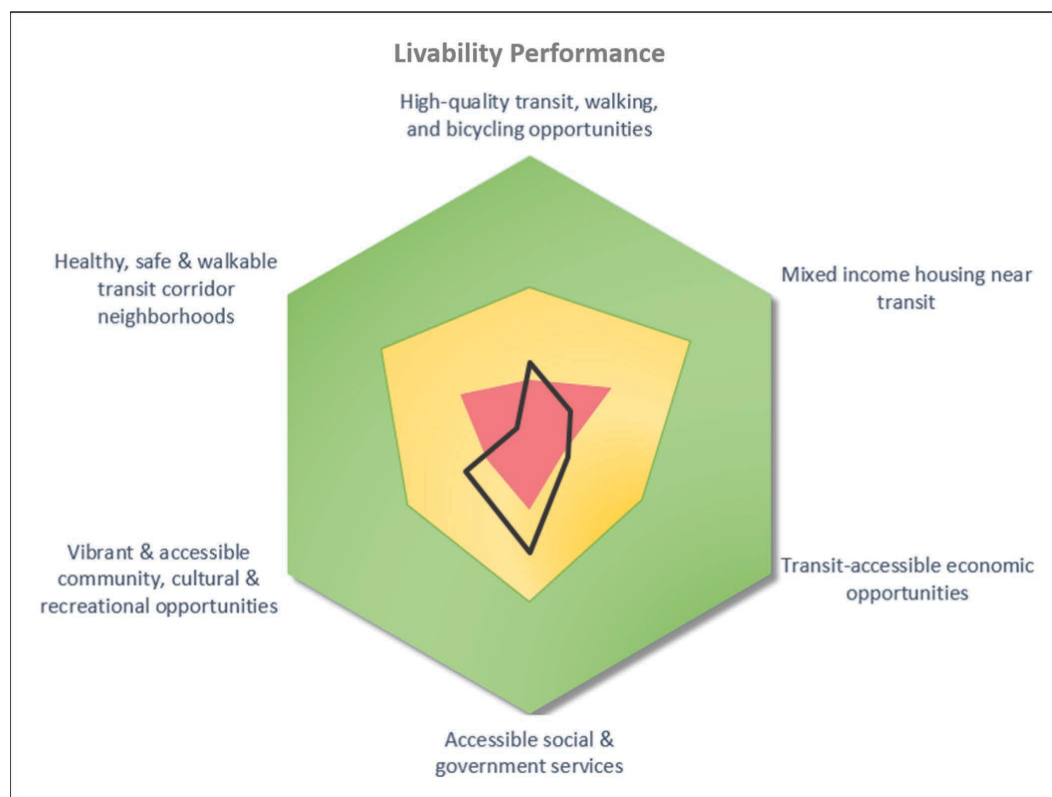 Livability Performance
High-quality transit, walking,
and bicycling opportunities
Healthy, safe & walkable
transit corridor
neighborhoods
Mixed income housing near
transit
Vibrant & accessible
community, cultural &
recreational opportunities
Transit-accessible economic
opportunities
Accessible social &
government services